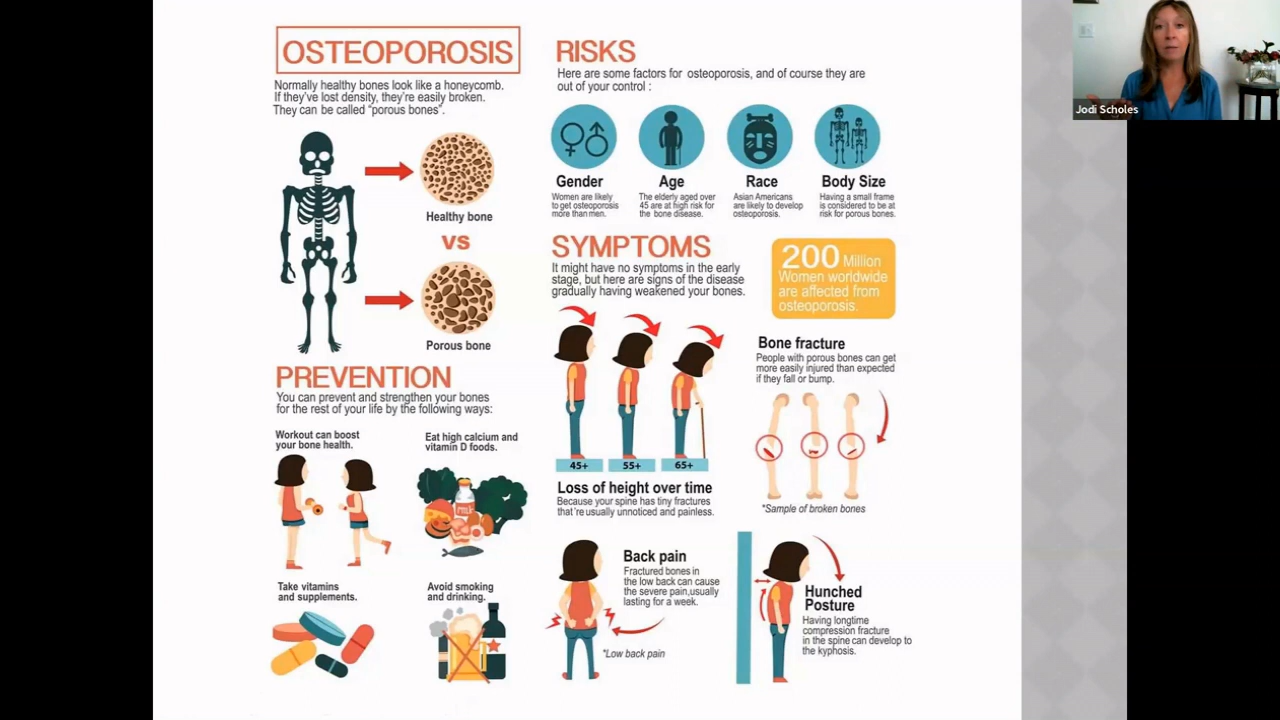 OSTEOPOROSIS
Normally healthy bones look like a honeycomb.
If they've lost density, they're easily broken.
They can be called "porous bones".
Healthy bone
VS
Porous bone
PREVENTION
You can prevent and strengthen your bones
for the rest of your life by the following ways:
Workout can boost
your bone health.
Eat high calcium and
vitamin D foods.
MILK
Take vitamins
and supplements.
Avoid smoking
and drinking.
RISKS
Here are some factors for osteoporosis, and of course they are
out of your control :
Gender
Women are likely
to get osteoporosis
more than men.
Age
The elderly aged over
45 are at high risk for
the bone disease.
Race
Asian Americans
are likely to develop
osteoporosis.
Body Size
Having a small frame
is considered to be at
risk for porous bones.
SYMPTOMS
It might have no symptoms in the early
stage, but here are signs of the disease
gradually having weakened your bones.
200 Million
Women worldwide
are affected from
osteoporosis.
45+
55+
65+
Loss of height over time
Because your spine has tiny fractures
that're usually unnoticed and painless.
Bone fracture
People with porous bones can get
more easily injured than expected
if they fall or bump.
*Sample of broken bones
Back pain
Fractured bones in
the low back can cause
the severe pain,usually
lasting for a week.
*Low back pain
Hunched
Posture
Having longtime
compression fracture
in the spine can develop to
the kyphosis.
Jodi Scholes